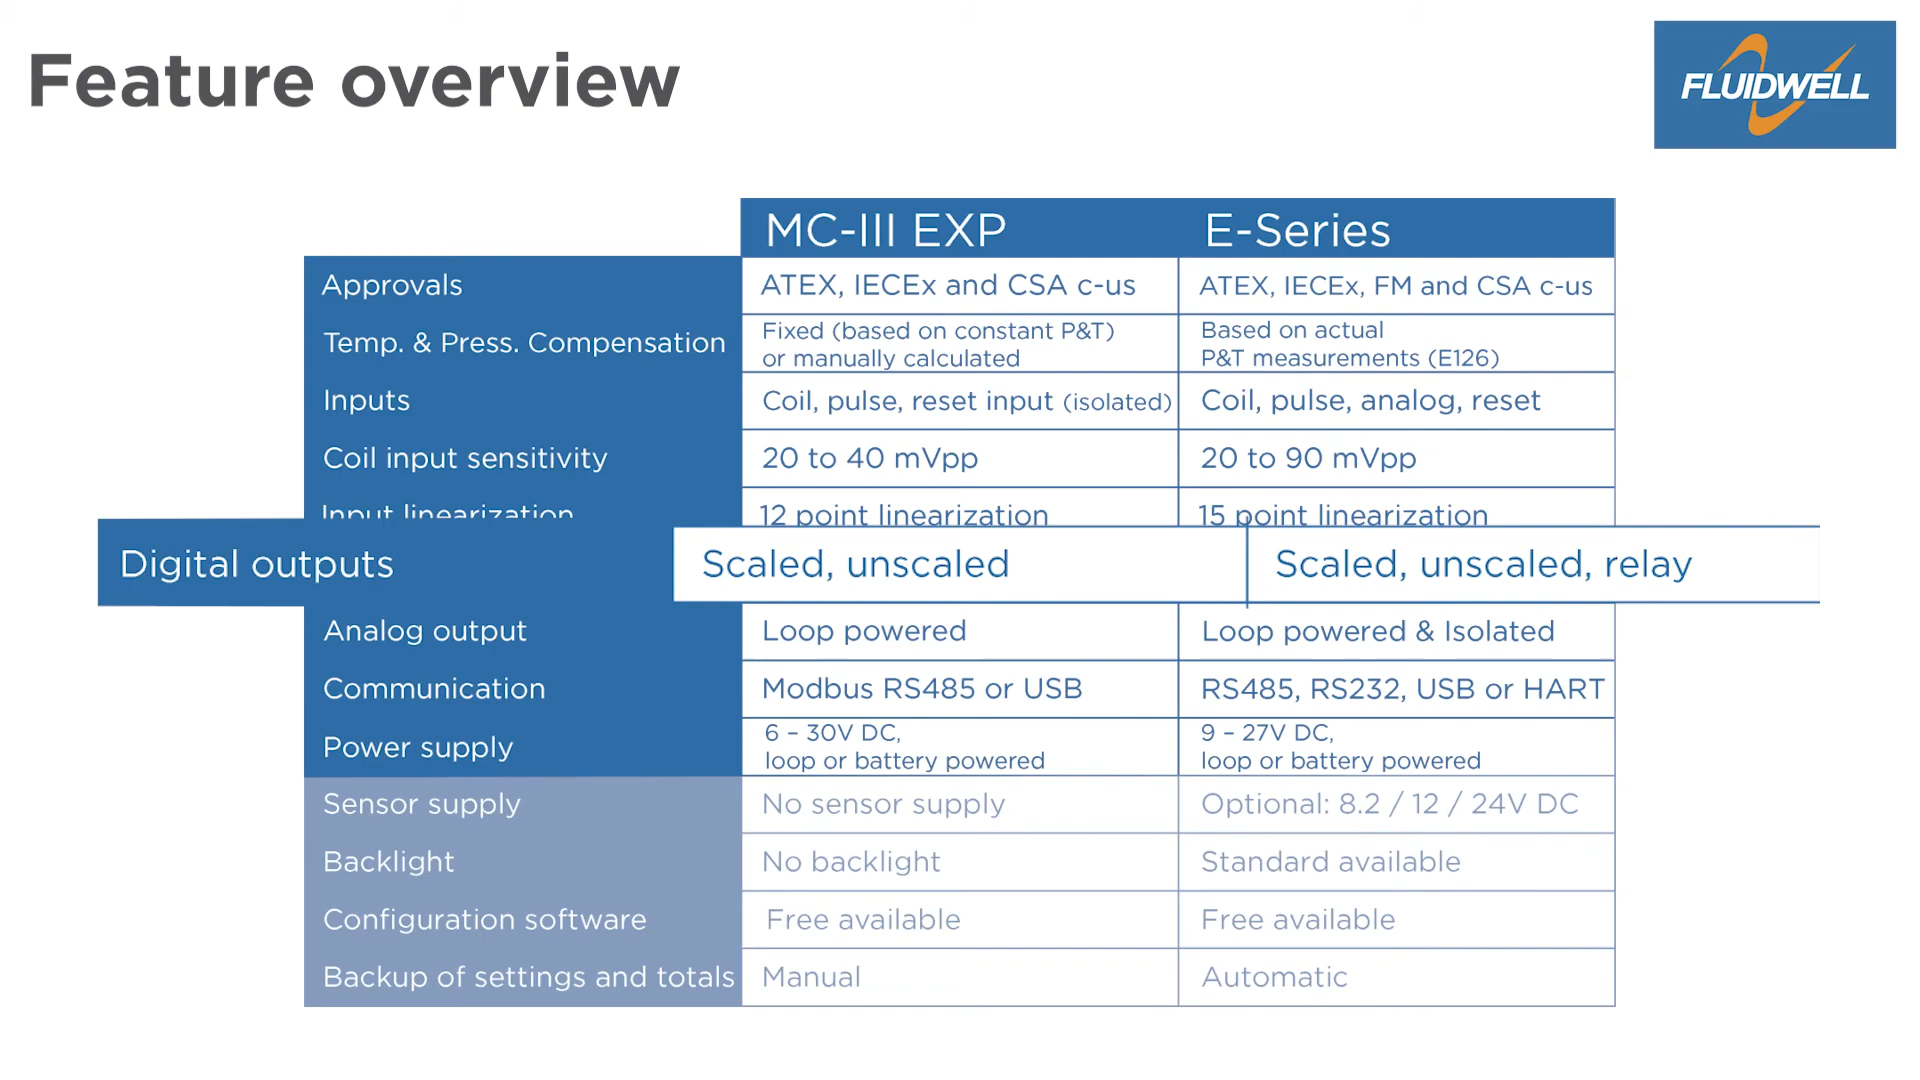 Feature overview
FLUIDWELL
MC-III EXP E-Series
Approvals ATEX, IECEx and CSA c-us ATEX, IECEx, FM and CSA c-us
Temp. & Press. Compensation
Fixed (based on constant P&T)
or manually calculated
Based on actual
P&T measurements (E126)
Inputs Coil, pulse, reset input (isolated) Coil, pulse, analog, reset
Coil input sensitivity 20 to 40 mVpp 20 to 90 mVpp
Input linearization 12 point linearization 15 point linearization
Digital outputs Scaled, unscaled Scaled, unscaled, relay
Analog output Loop powered Loop powered & Isolated
Communication Modbus RS485 or USB RS485, RS232, USB or HART
Power supply
6 – 30V DC,
loop or battery powered
9 – 27V DC,
loop or battery powered
Sensor supply No sensor supply Optional: 8.2 / 12 / 24V DC
Backlight No backlight Standard available
Configuration software Free available Free available
Backup of settings and totals Manual Automatic